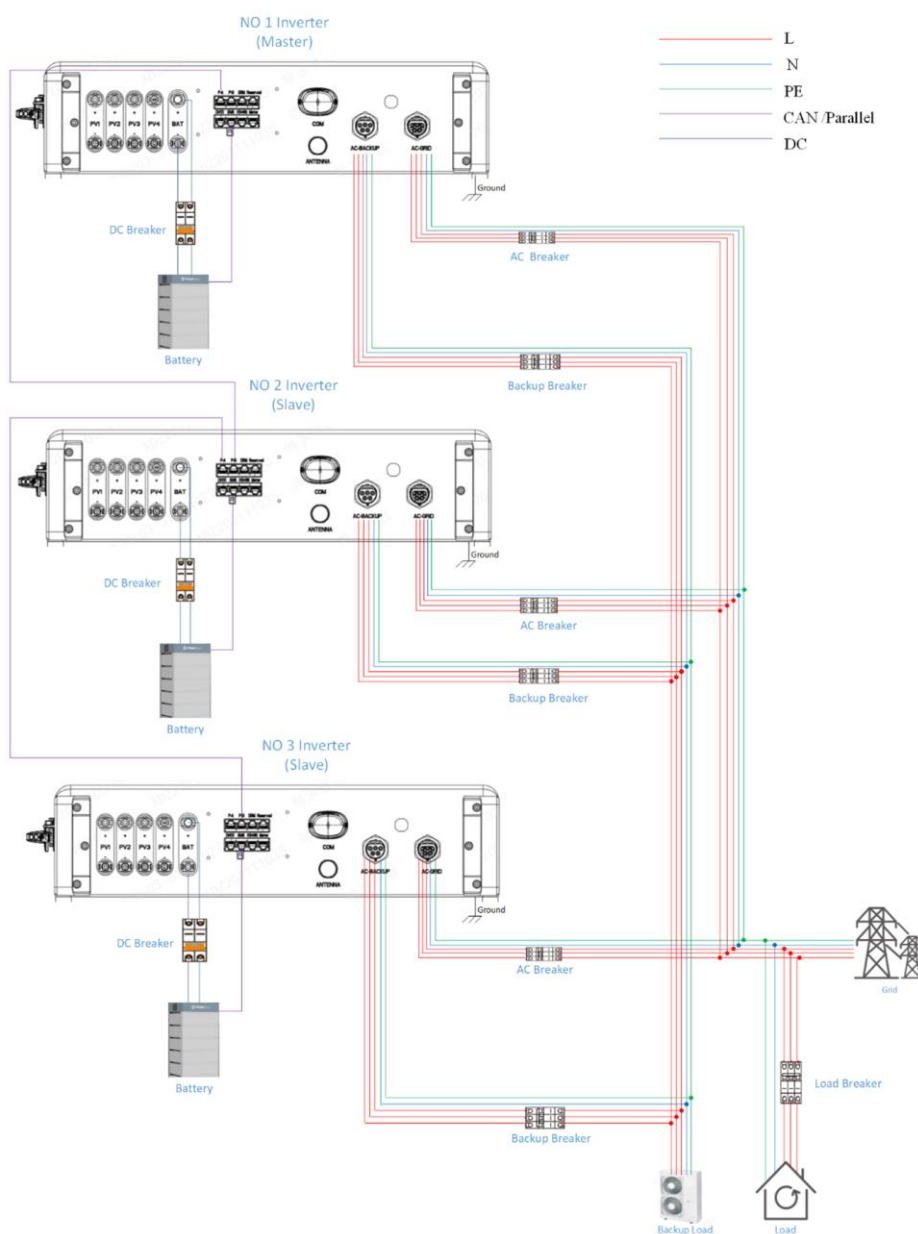 NO 1 Inverter
(Master)
L
N
PE
CAN /Parallel
DC
PV1 PV2 PV3 PV4 BAT
COM
ANTENNA
AC-BACKUP
AC-GRID
Ground
DC Breaker
AC Breaker
Battery
Backup Breaker
NO 2 Inverter
(Slave)
PV1 PV2 PV3 PV4 BAT
COM
ANTENNA
AC-BACKUP
AC-GRID
Ground
DC Breaker
AC Breaker
Backup Breaker
Battery
NO 3 Inverter
(Slave)
PV1 PV2 PV3 PV4 BAT
COM
ANTENNA
AC-BACKUP
AC-GRID
Ground
DC Breaker
AC Breaker
Grid
Battery
Load Breaker
Backup Breaker
Backup Load
Load